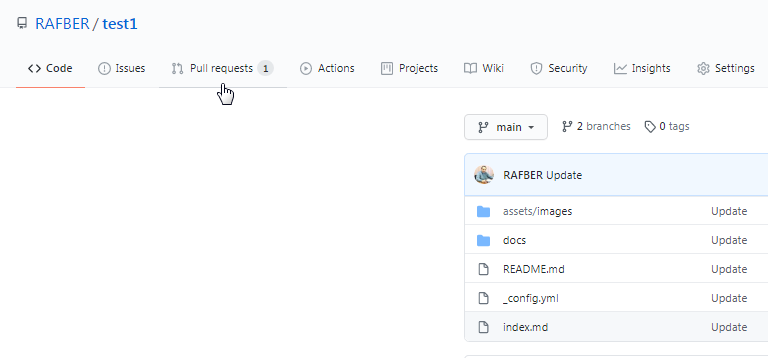 RAFBER / test1
Code Issues Pull requests 1 Actions Projects Wiki Security Insights Settings
main 2 branches 0 tags
RAFBER Update
assets/images Update
docs Update
README.md Update
_config.yml Update
index.md Update